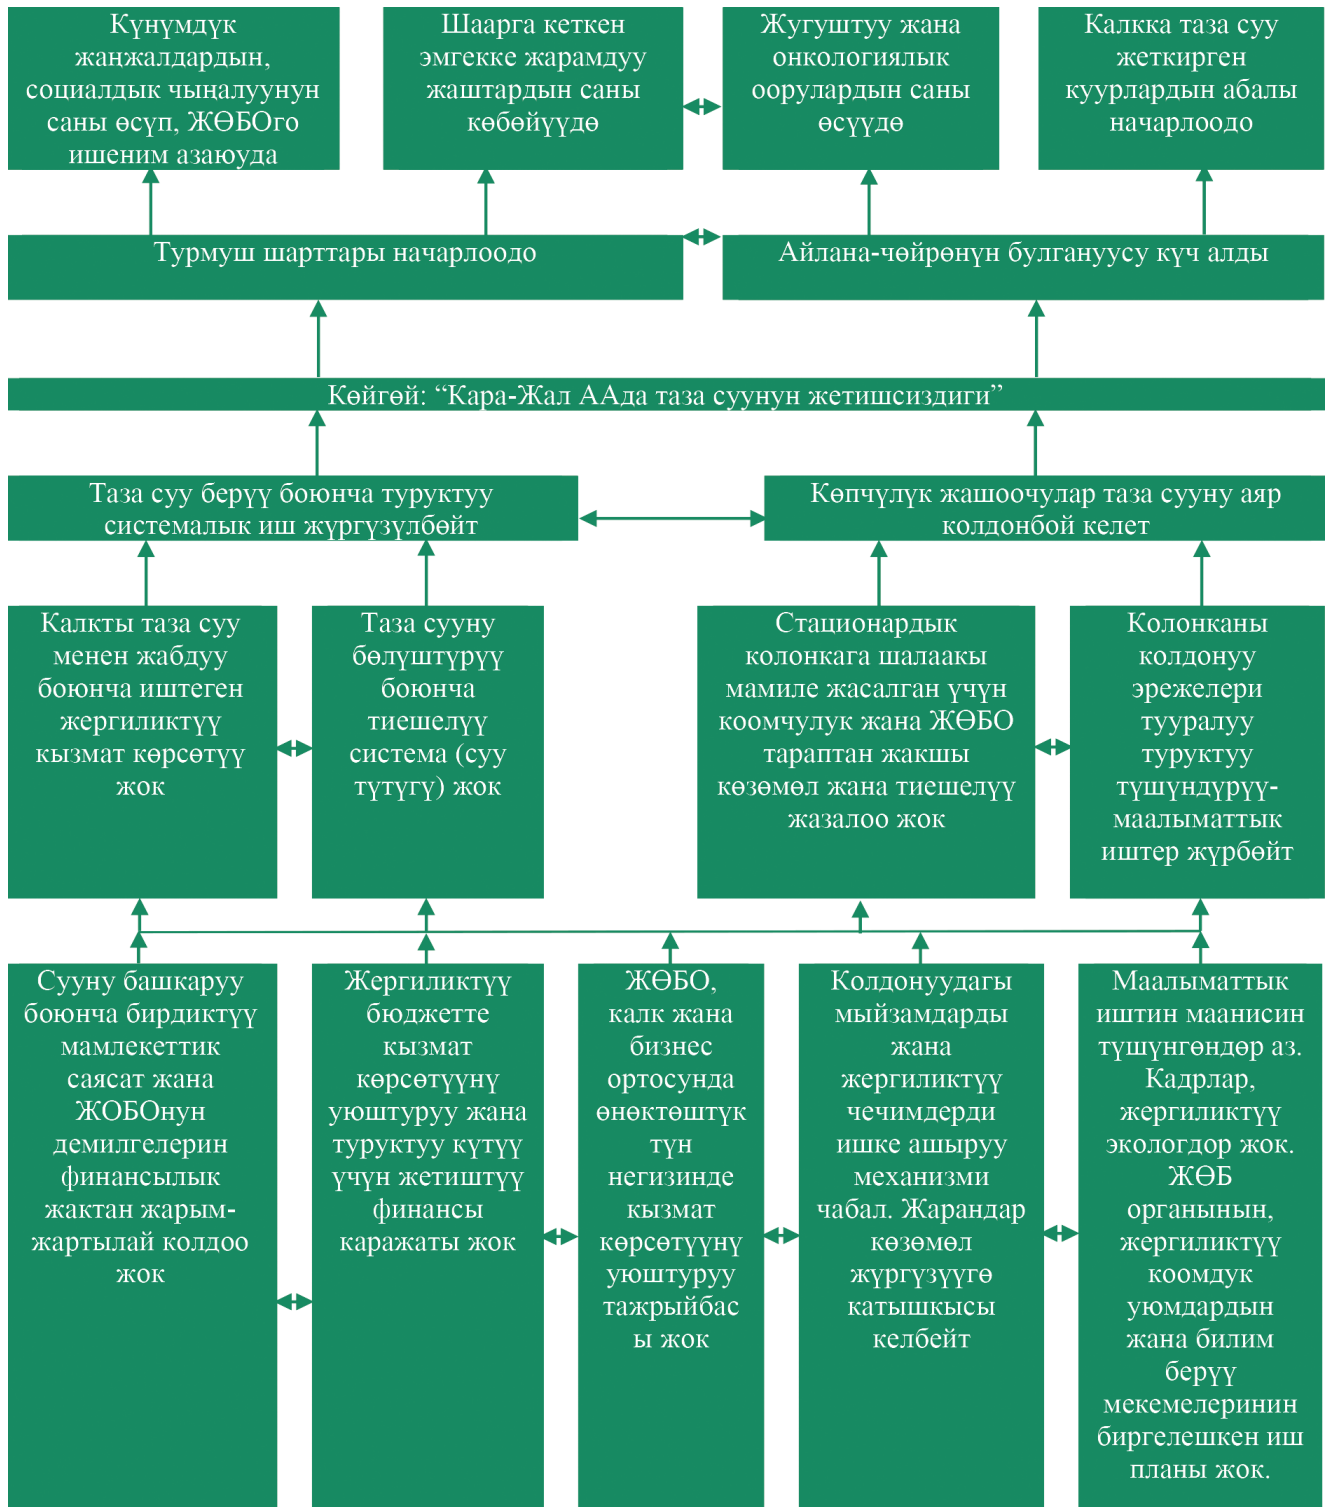 Күнүмдүк
жаңжалдардын,
социалдык чыңалуунун
саны өсүп, ЖӨБОго
ишеним азаюуда
Шаарга кеткен
эмгекке жарамдуу
жаштардын саны
көбөйүүдө
Жугуштуу жана
онкологиялык
оорулардын саны
өсүүдө
Калкка таза суу
жеткирген
куурлардын абалы
начарлоодо
Турмуш шарттары начарлоодо
Айлана-чөйрөнүн булгануусу күч алды
Көйгөй: “Кара-Жал ААда таза суунун жетишсиздиги”
Таза суу берүү боюнча туруктуу
системалык иш жүргүзүлбөйт
Көпчүлүк жашоочулар таза сууну аяр
колдонбой келет
Калкты таза суу
менен жабдуу
боюнча иштеген
жергиликтүү
кызмат көрсөтүү
жок
Таза сууну
бөлүштүрүү
боюнча
тиешелүү
система (суу
түтүгү) жок
Стационардык
колонкага шалаакы
мамиле жасалган үчүн
коомчулук жана ЖӨБО
тараптан жакшы
көзөмөл жана тиешелүү
жазалоо жок
Колонканы
колдонуу
эрежелери
тууралуу
туруктуу
түшүндүрүү-
маалыматтык
иштер жүрбөйт
Сууну башкаруу
боюнча бирдиктүү
мамлекеттик
саясат жана
ЖОБОнун
демилгелерин
финансылык
жактан жарым-
жартылай колдоо
жок
Жергиликтүү
бюджетте
кызмат
көрсөтүүнү
уюштуруу жана
туруктуу күтүү
үчүн жетиштүү
финансы
каражаты жок
ЖӨБО,
калк жана
бизнес
ортосунда
өнөктөштүк
түн
негизинде
кызмат
көрсөтүүнү
уюштуруу
тажрыйбас
ы жок
Колдонуудагы
мыйзамдарды
жана
жергиликтүү
чечимдерди
ишке ашыруу
механизми
чабал. Жарандар
көзөмөл
жүргүзүүгө
катышкысы
келбейт
Маалыматтык
иштин маанисин
түшүнгөндөр аз.
Кадрлар,
жергиликтүү
экологдор жок.
ЖӨБ
органынын,
жергиликтүү
коомдук
уюмдардын
жана билим
берүү
мекемелеринин
биргелешкен иш
планы жок.